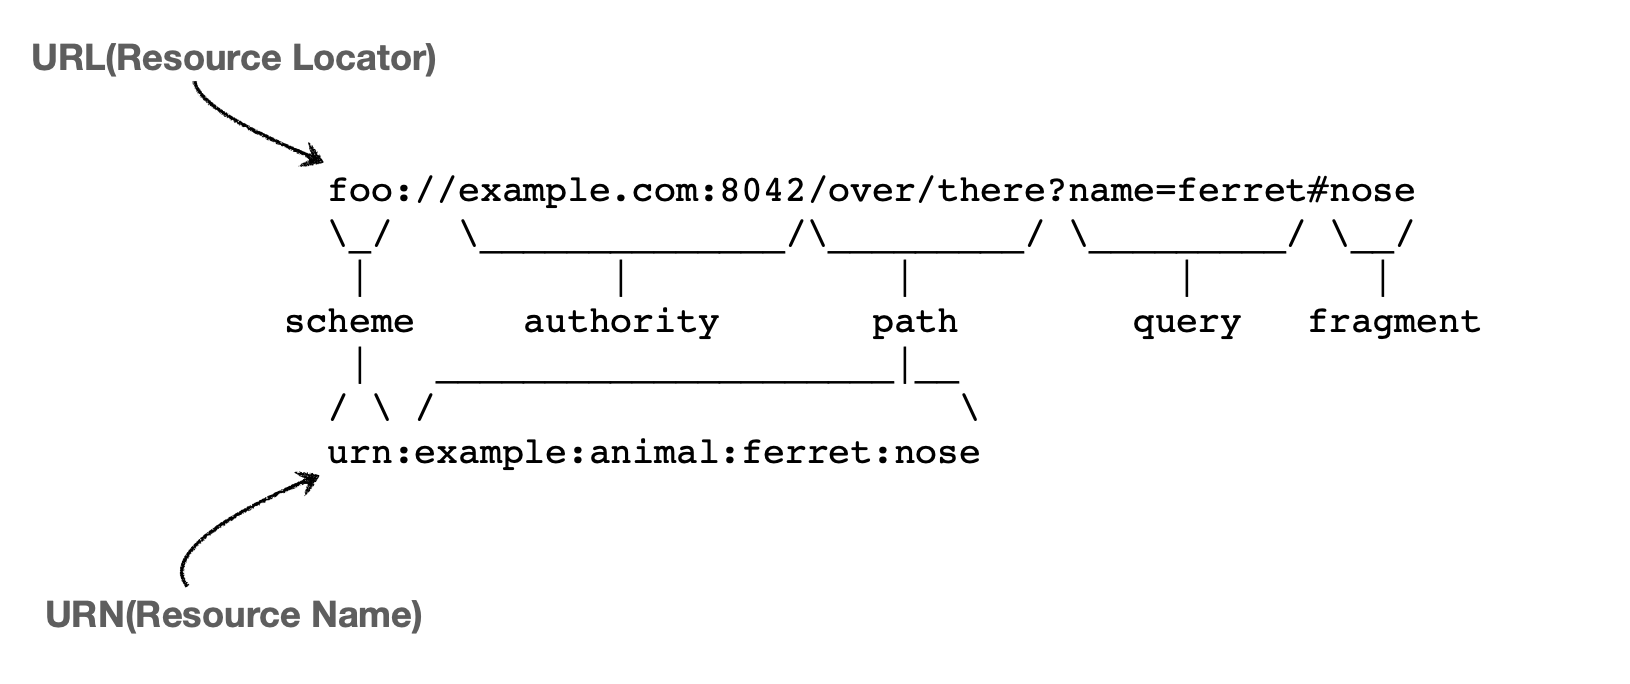 URL(Resource Locator)
foo://example.com:8042/over/there?name=ferret#nose
scheme authority path query fragment
urn:example:animal:ferret:nose
URN(Resource Name)